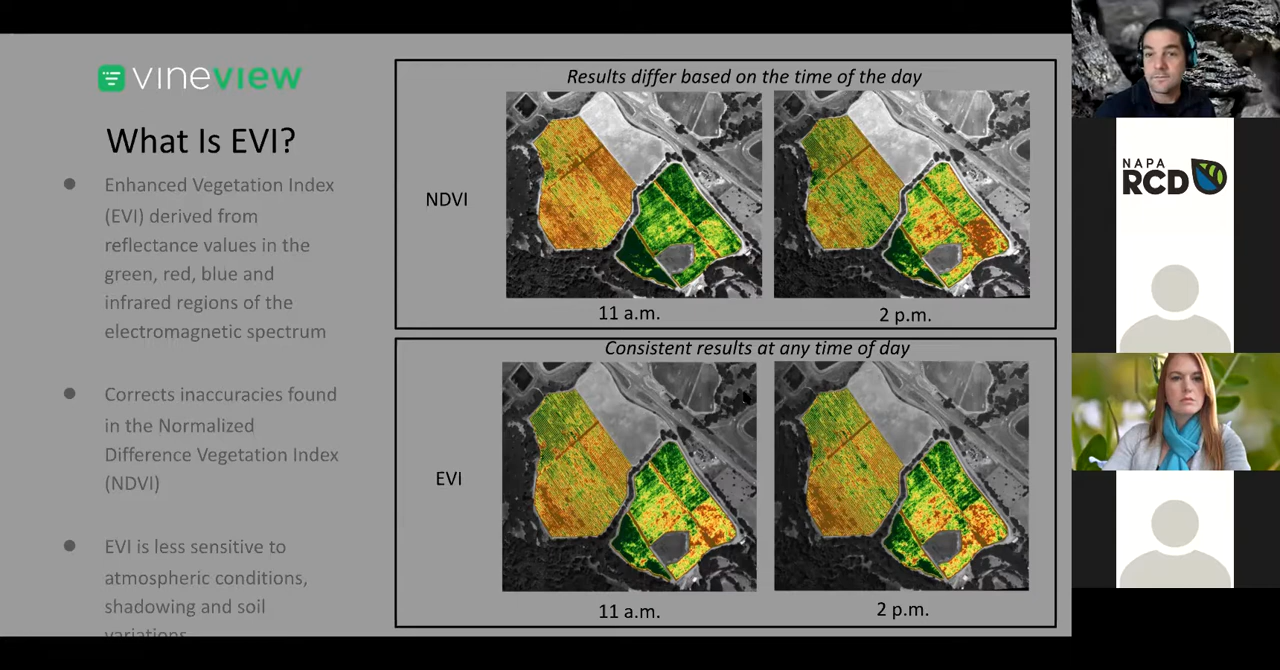 vineview
What Is EVI?
Enhanced Vegetation Index
(EVI) derived from
reflectance values in the
green, red, blue and
infrared regions of the
electromagnetic spectrum
Corrects inaccuracies found
in the Normalized
Difference Vegetation Index
(NDVI)
EVI is less sensitive to
atmospheric conditions,
shadowing and soil
variations
Results differ based on the time of the day
NDVI
11 a.m.
2 p.m.
Consistent results at any time of day
EVI
11 a.m.
2 p.m.
NAPA
RCD